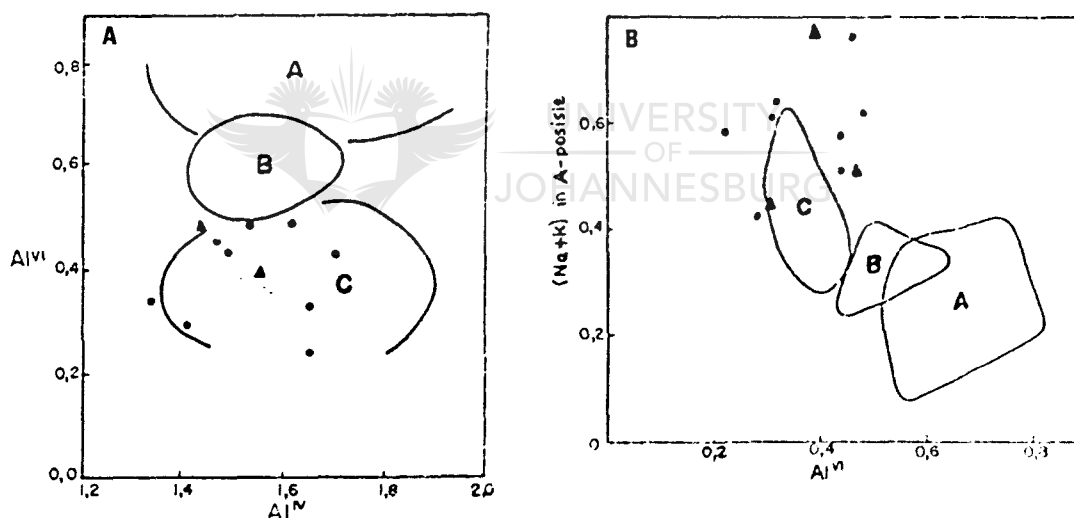 A
0,8
0,6
Al^VI
0,4
0,2
0,0
1,2
1,4
1,6
1,8
2,0
Al^IV
A
B
C
B
(Na+K) in A-posisie
0,6
0,4
0,2
0
0,2
0,4
0,6
0,8
Al^VI
C
B
A
UNIVERSITY
OF
JOHANNESBURG